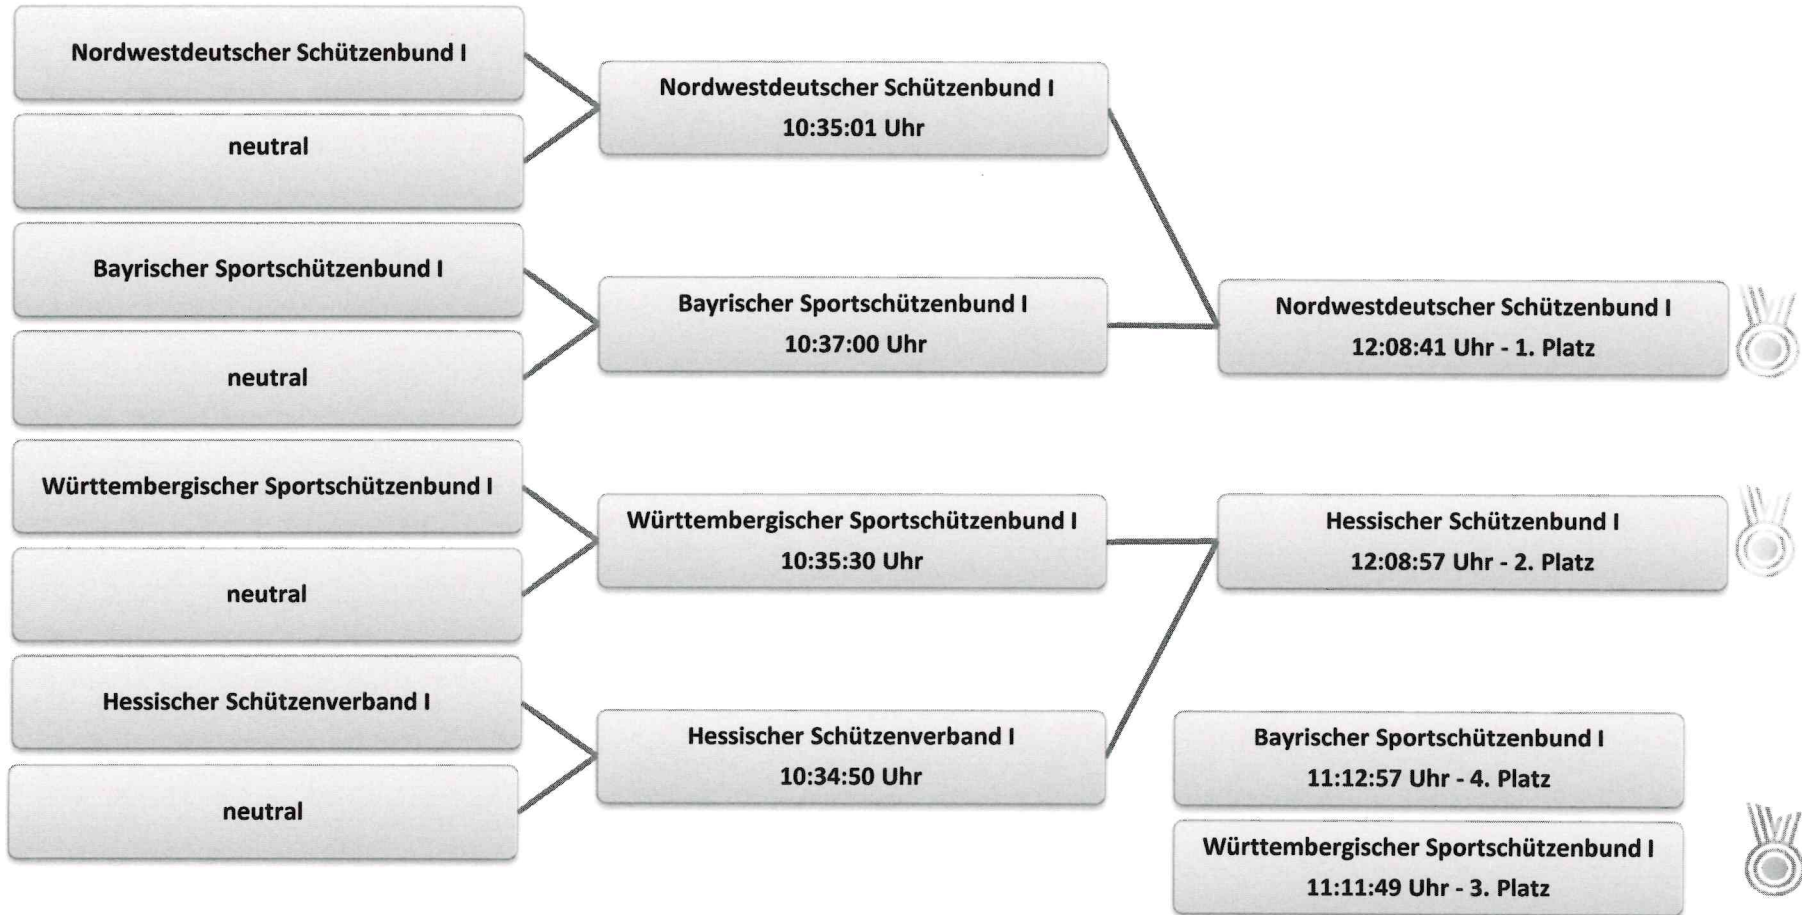 Nordwestdeutscher Schützenbund I
neutral
Bayrischer Sportschützenbund I
neutral
Württembergischer Sportschützenbund I
neutral
Hessischer Schützenverband I
neutral
Nordwestdeutscher Schützenbund I
10:35:01 Uhr
Bayrischer Sportschützenbund I
10:37:00 Uhr
Württembergischer Sportschützenbund I
10:35:30 Uhr
Hessischer Schützenverband I
10:34:50 Uhr
Nordwestdeutscher Schützenbund I
12:08:41 Uhr - 1. Platz
Hessischer Schützenbund I
12:08:57 Uhr - 2. Platz
Bayrischer Sportschützenbund I
11:12:57 Uhr - 4. Platz
Württembergischer Sportschützenbund I
11:11:49 Uhr - 3. Platz